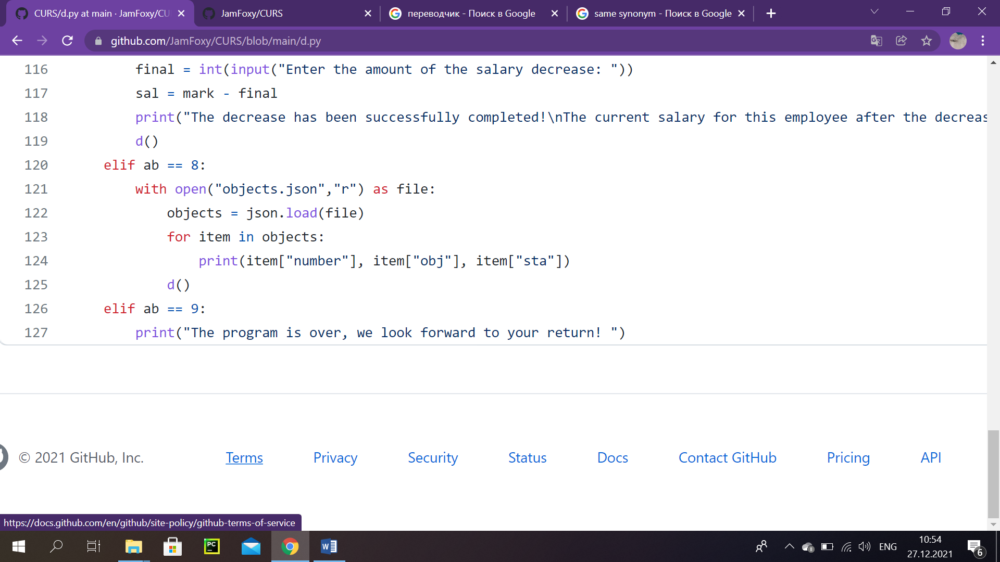 CURS/d.py at main · JamFoxy/CU
JamFoxy/CURS
переводчик - Поиск в Google
same synonym - Поиск в Google
github.com/JamFoxy/CURS/blob/main/d.py
116 final = int(input("Enter the amount of the salary decrease: "))
117 sal = mark - final
118 print("The decrease has been successfully completed!\nThe current salary for this employee after the decreas
119 d()
120 elif ab == 8:
121 with open("objects.json","r") as file:
122 objects = json.load(file)
123 for item in objects:
124 print(item["number"], item["obj"], item["sta"])
125 d()
126 elif ab == 9:
127 print("The program is over, we look forward to your return! ")
© 2021 GitHub, Inc. Terms Privacy Security Status Docs Contact GitHub Pricing API
https://docs.github.com/en/github/site-policy/github-terms-of-service
PC
W
ENG
10:54
27.12.2021
6